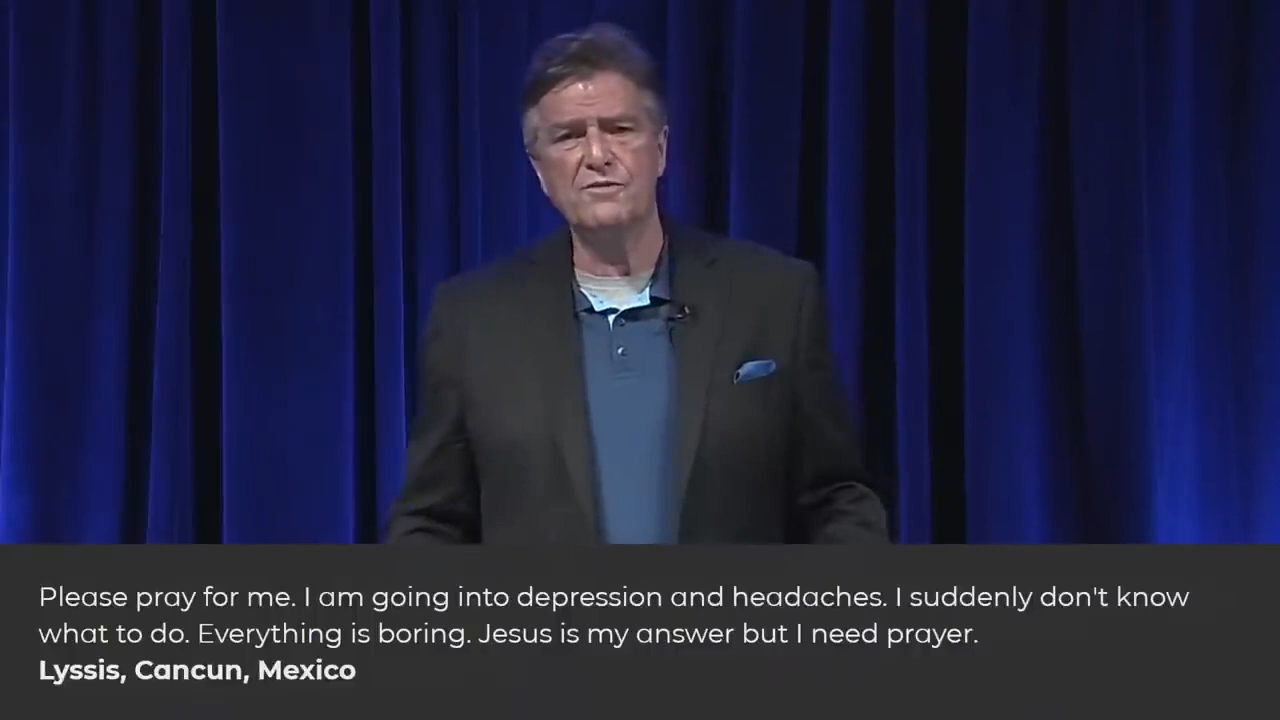 Please pray for me. I am going into depression and headaches. I suddenly don't know
what to do. Everything is boring. Jesus is my answer but I need prayer.
Lyssis, Cancun, Mexico